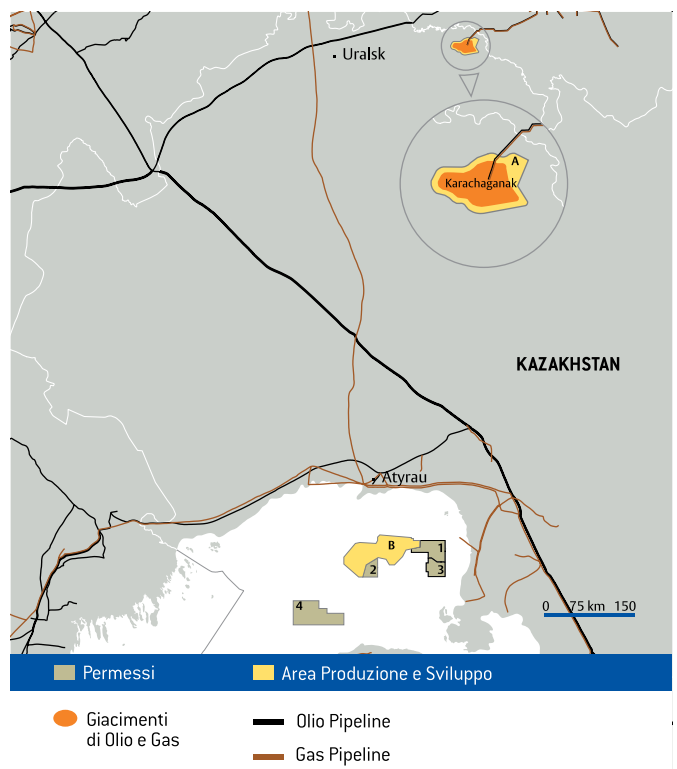 Uralsk
A
Karachaganak
KAZAKHSTAN
Atyrau
B
1
2
3
4
0 75 km 150
Permessi
Area Produzione e Sviluppo
Giacimenti
di Olio e Gas
Olio Pipeline
Gas Pipeline